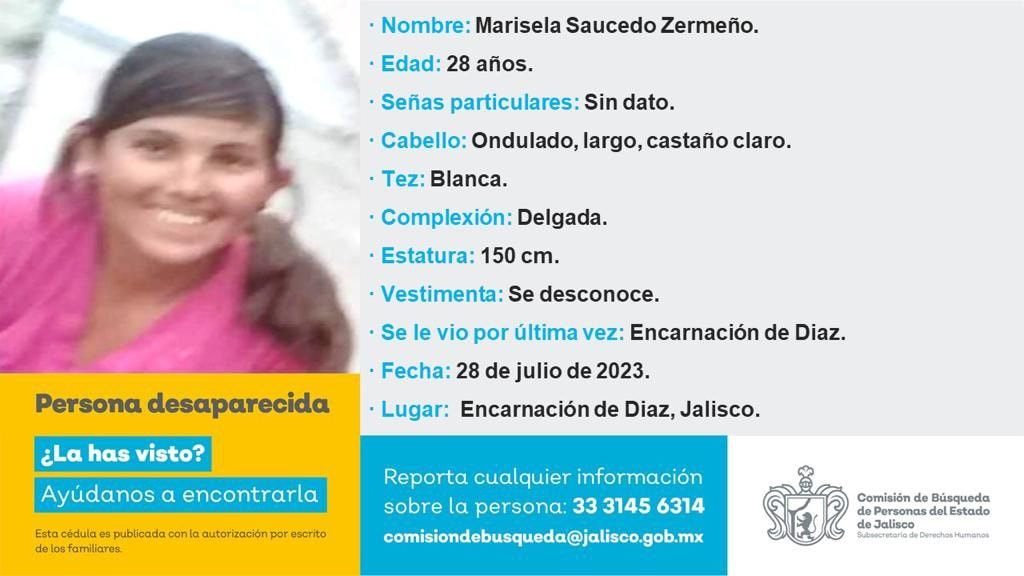 · Nombre: Marisela Saucedo Zermeño.
· Edad: 28 años.
· Señas particulares: Sin dato.
· Cabello: Ondulado, largo, castaño claro.
· Tez: Blanca.
· Complexión: Delgada.
· Estatura: 150 cm.
· Vestimenta: Se desconoce.
· Se le vio por última vez: Encarnación de Diaz.
· Fecha: 28 de julio de 2023.
· Lugar: Encarnación de Diaz, Jalisco.
Persona desaparecida
¿La has visto?
Ayúdanos a encontrarla
Esta cédula es publicada con la autorización por escrito
de los familiares.
Reporta cualquier información
sobre la persona: 33 3145 6314
comisiondebusqueda@jalisco.gob.mx
Comisión de Búsqueda
de Personas del Estado
de Jalisco
Subsecretaría de Derechos Humanos